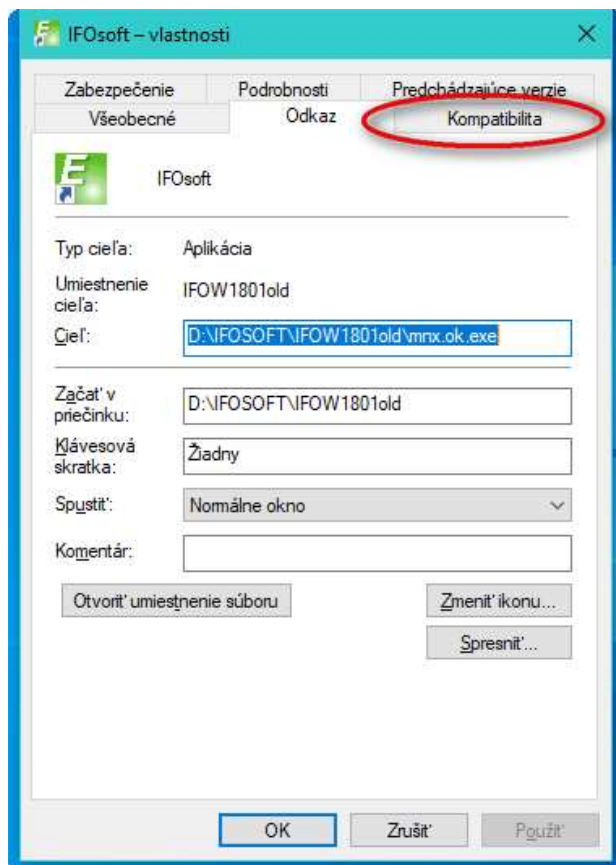 IFOsoft – vlastnosti
Zabezpečenie Podrobnosti Predchádzajúce verzie
Všeobecné Odkaz Kompatibilita
IFOsoft
Typ cieľa: Aplikácia
Umiestnenie cieľa: IFOW1801old
Cieľ: D:\IFOSOFT\IFOW1801old\mnx.ok.exe
Začať v priečinku: D:\IFOSOFT\IFOW1801old
Klávesová skratka: Žiadny
Spustiť: Normálne okno
Komentár:
Otvoriť umiestnenie súboru Zmeniť ikonu...
Spresniť...
OK Zrušiť Použiť